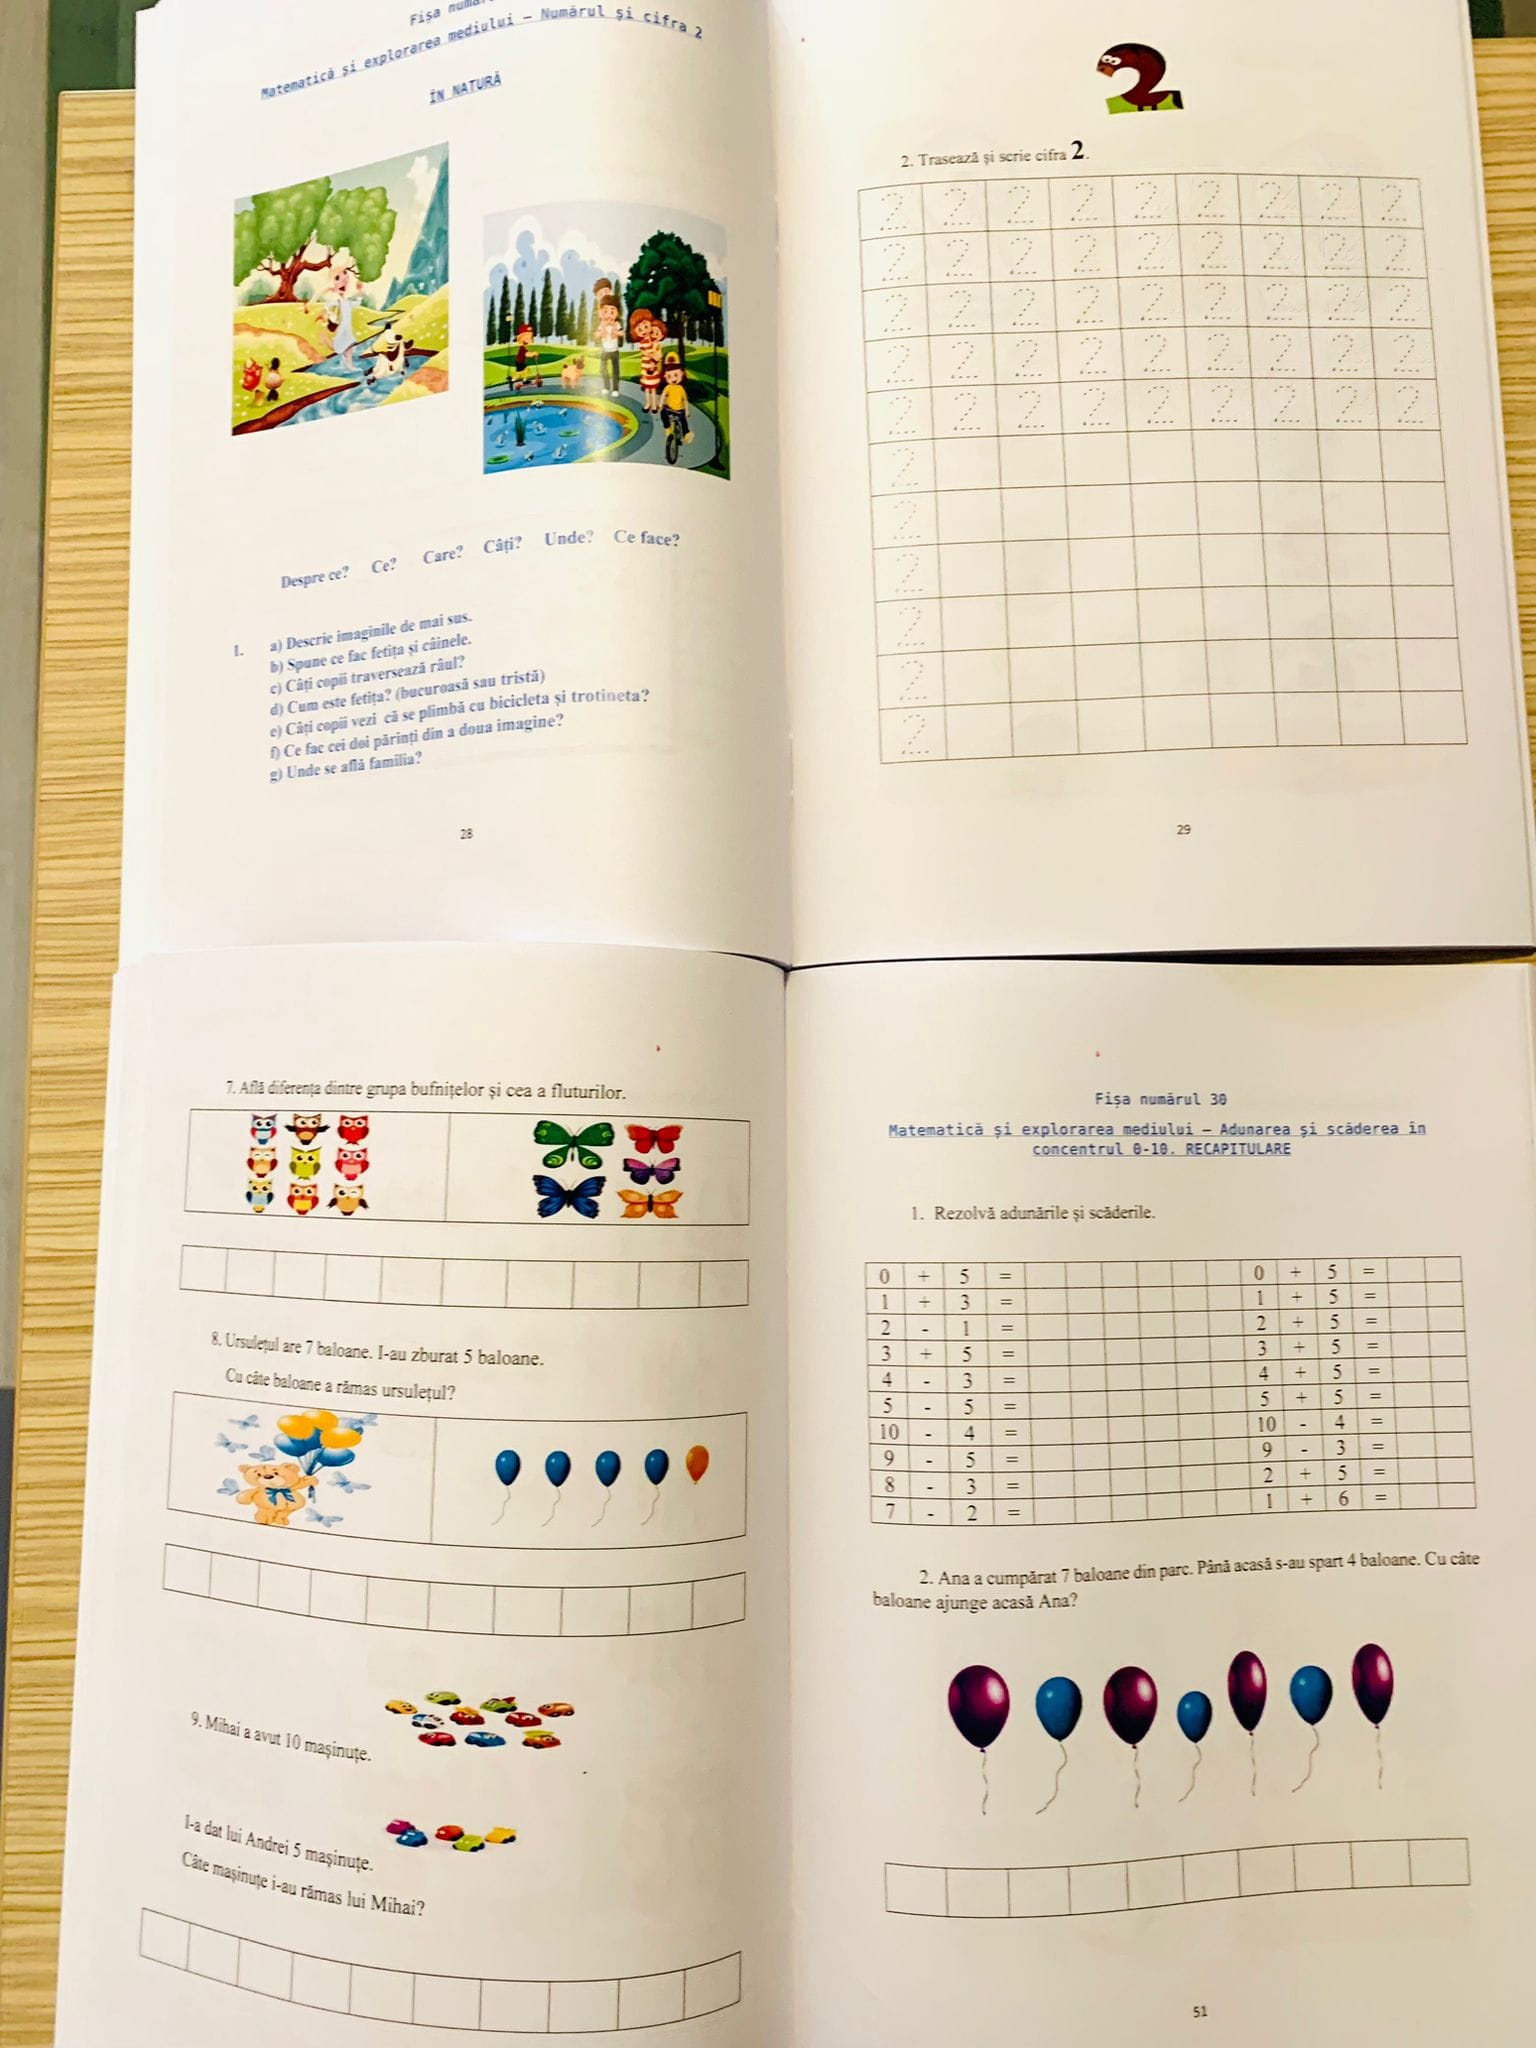 Fișa
Matematică și explorarea mediului – Numărul și cifra 2
ÎN NATURĂ
Despre ce? Ce? Care? Câți? Unde? Ce face?
1. a) Descrie imaginile de mai sus.
b) Spune ce fac fetița și câinele.
c) Câți copii traversează râul?
d) Cum este fetița? (bucuroasă sau tristă)
e) Câți copii vezi că se plimbă cu bicicleta și trotineta?
f) Ce fac cei doi părinți din a doua imagine?
g) Unde se află familia?
28
2
2. Trasează și scrie cifra 2.
2 2 2 2 2 2 2 2 2
2 2 2 2 2 2 2 2 2
2 2 2 2 2 2 2 2 2
2 2 2 2 2 2 2 2 2
2 2 2 2 2 2 2 2 2
2
2
2
2
2
2
29
7. Află diferența dintre grupa bufnițelor și cea a fluturilor.
8. Ursulețul are 7 baloane. I-au zburat 5 baloane.
Cu câte baloane a rămas ursulețul?
9. Mihai a avut 10 mașinuțe.
I-a dat lui Andrei 5 mașinuțe.
Câte mașinuțe i-au rămas lui Mihai?
Fișa numărul 30
Matematică și explorarea mediului – Adunarea și scăderea în
concentrul 0-10. RECAPITULARE
1. Rezolvă adunările și scăderile.
0 + 5 = 0 + 5 =
1 + 3 = 1 + 5 =
2 - 1 = 2 + 5 =
3 + 5 = 3 + 5 =
4 - 3 = 4 + 5 =
5 - 5 = 5 + 5 =
10 - 4 = 10 - 4 =
9 - 5 = 9 - 3 =
8 - 3 = 2 + 5 =
7 - 2 = 1 + 6 =
2. Ana a cumpărat 7 baloane din parc. Până acasă s-au spart 4 baloane. Cu câte
baloane ajunge acasă Ana?
51